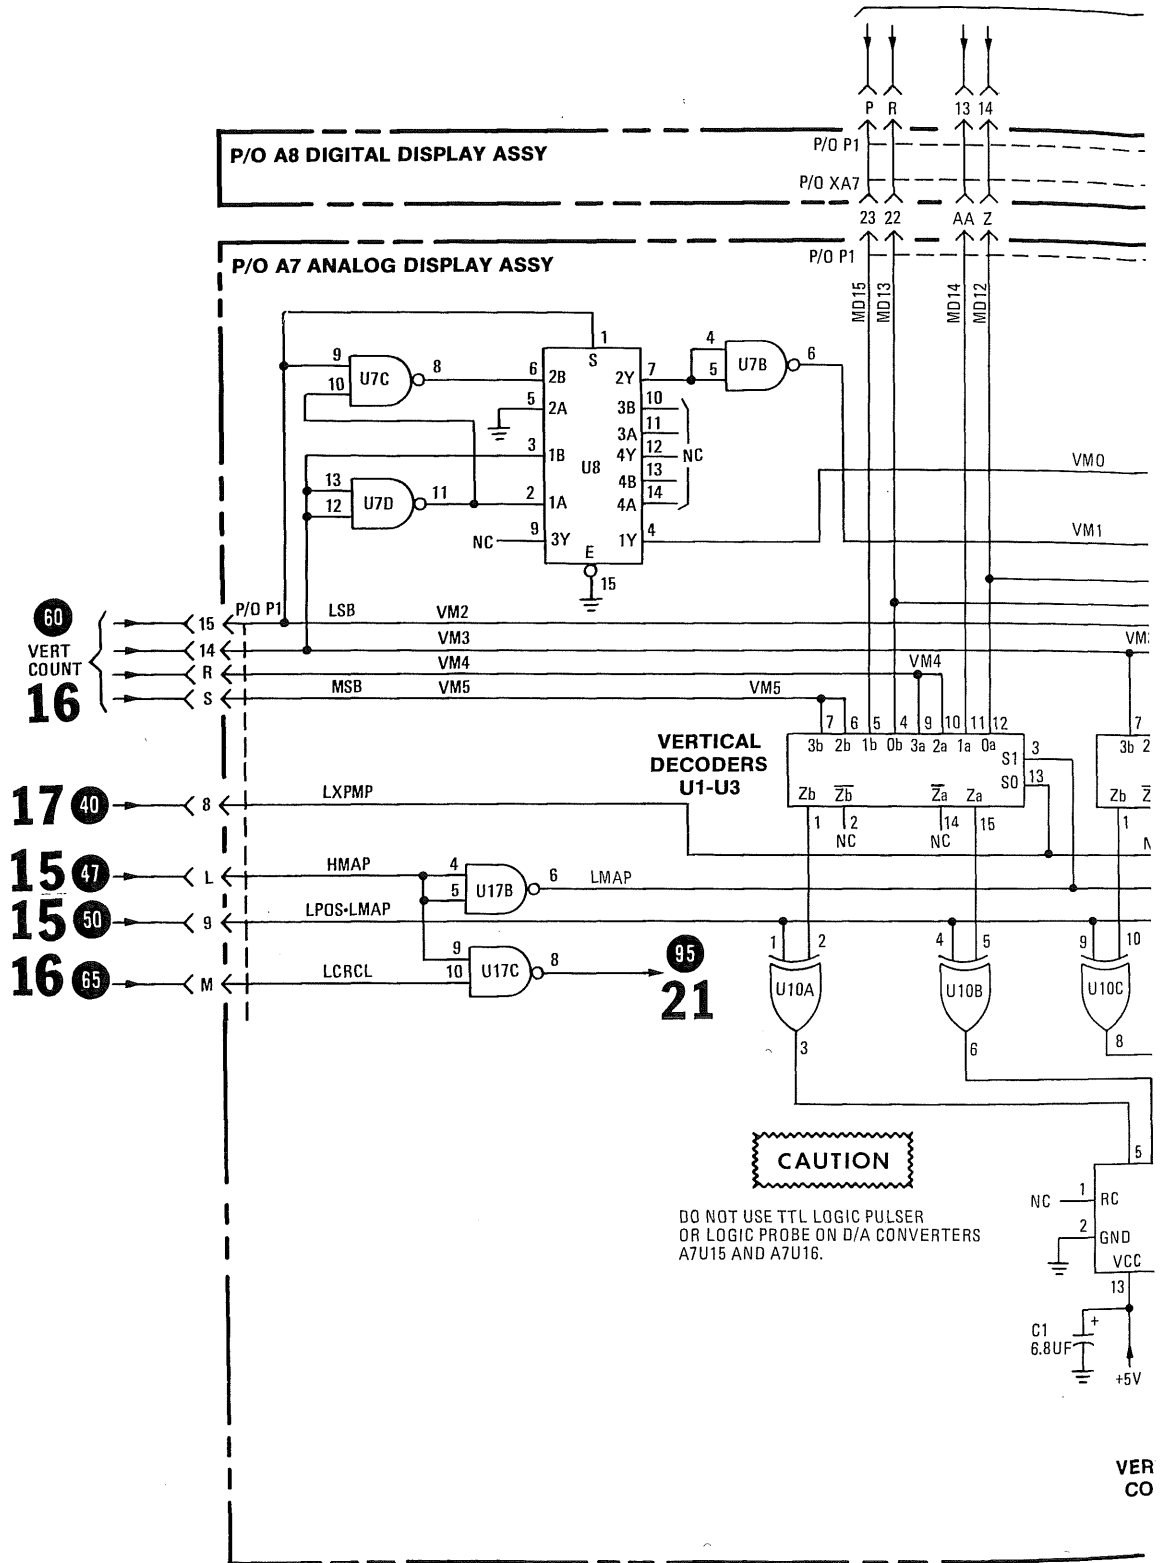 P R 13 14
P/O P1
P/O A8 DIGITAL DISPLAY ASSY
P/O XA7
23 22 AA Z
P/O P1
P/O A7 ANALOG DISPLAY ASSY
MD15
MD13
MD14
MD12
1
S
9
10
U7C
8
6 2B
5 2A
3 1B
13
12
U7D
11
2 1A
NC
9 3Y
U8
E
15
2Y 7
3B 10
3A 11
4Y 12
4B 13
4A 14
1Y 4
NC
4
5
U7B
6
VM0
VM1
60
VERT
COUNT
16
P/O P1
15 LSB VM2
14 VM3
R VM4
S MSB VM5
VM4
VM5
VERTICAL
DECODERS
U1-U3
7 6 5 4 9 10 11 12
3b 2b 1b 0b 3a 2a 1a 0a
S1 3
S0 13
Zb Zb Za Za
1 2 14 15
NC NC
7
3b 2
Zb
1
17 40 8 LXPMP
15 47 L HMAP
4
5
U17B
6
LMAP
15 50 9 LPOS•LMAP
16 65 M LCRCL
9
10
U17C
8
95
21
1 2
U10A
3
4 5
U10B
6
9 10
U10C
8
CAUTION
DO NOT USE TTL LOGIC PULSER
OR LOGIC PROBE ON D/A CONVERTERS
A7U15 AND A7U16.
5
NC 1 RC
2 GND
VCC
13
C1
6.8UF
+
+5V
VER
CO